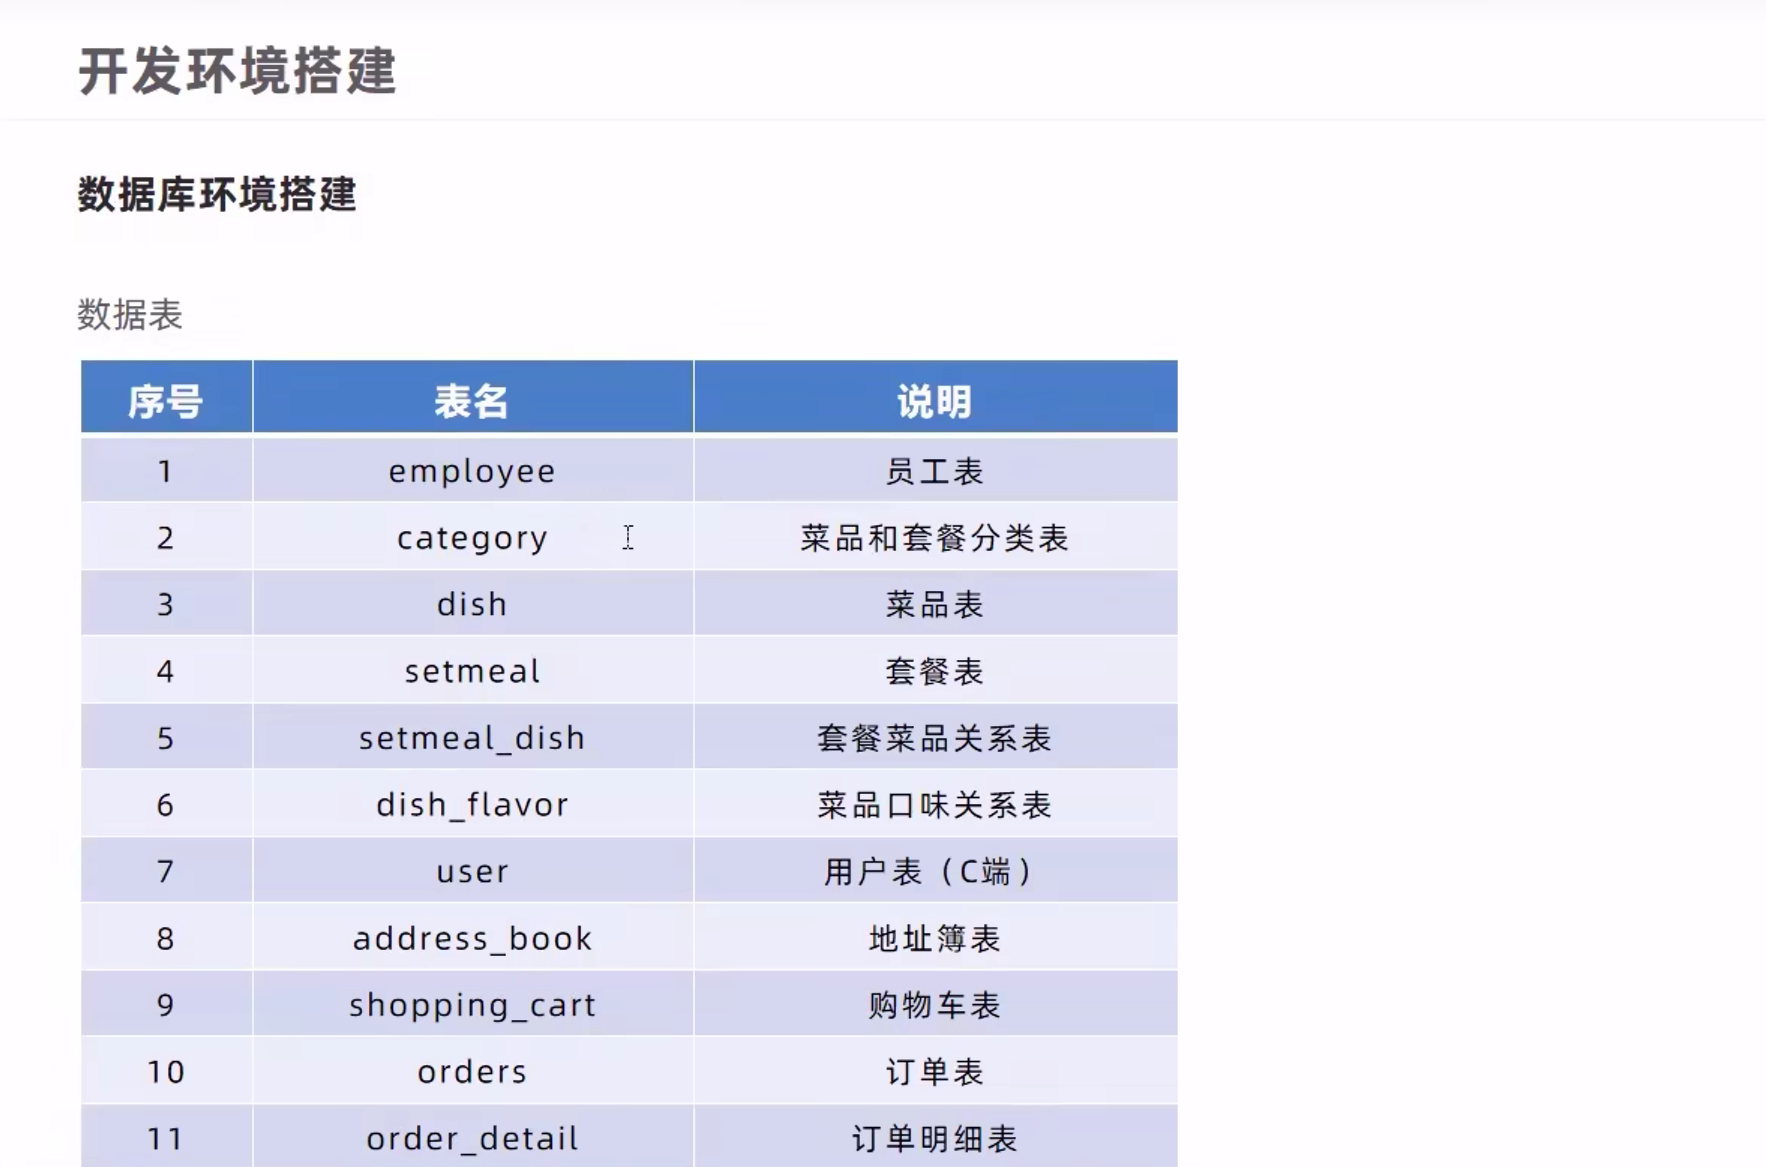 开发环境搭建
数据库环境搭建
数据表
序号 表名 说明
1 employee 员工表
2 category 菜品和套餐分类表
3 dish 菜品表
4 setmeal 套餐表
5 setmeal_dish 套餐菜品关系表
6 dish_flavor 菜品口味关系表
7 user 用户表（C端）
8 address_book 地址簿表
9 shopping_cart 购物车表
10 orders 订单表
11 order_detail 订单明细表